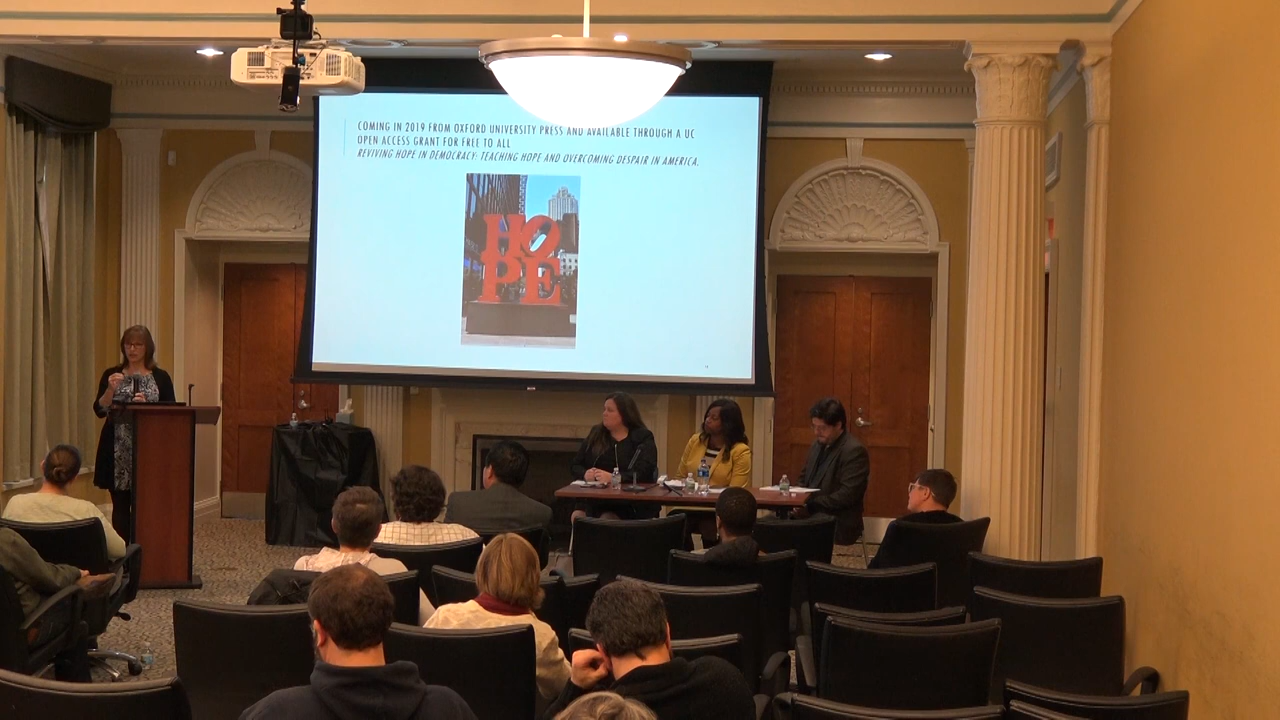 COMING IN 2019 FROM OXFORD UNIVERSITY PRESS AND AVAILABLE THROUGH A UC
OPEN ACCESS GRANT FOR FREE TO ALL
REVIVING HOPE IN DEMOCRACY: TEACHING HOPE AND OVERCOMING DESPAIR IN AMERICA.
HO
PE